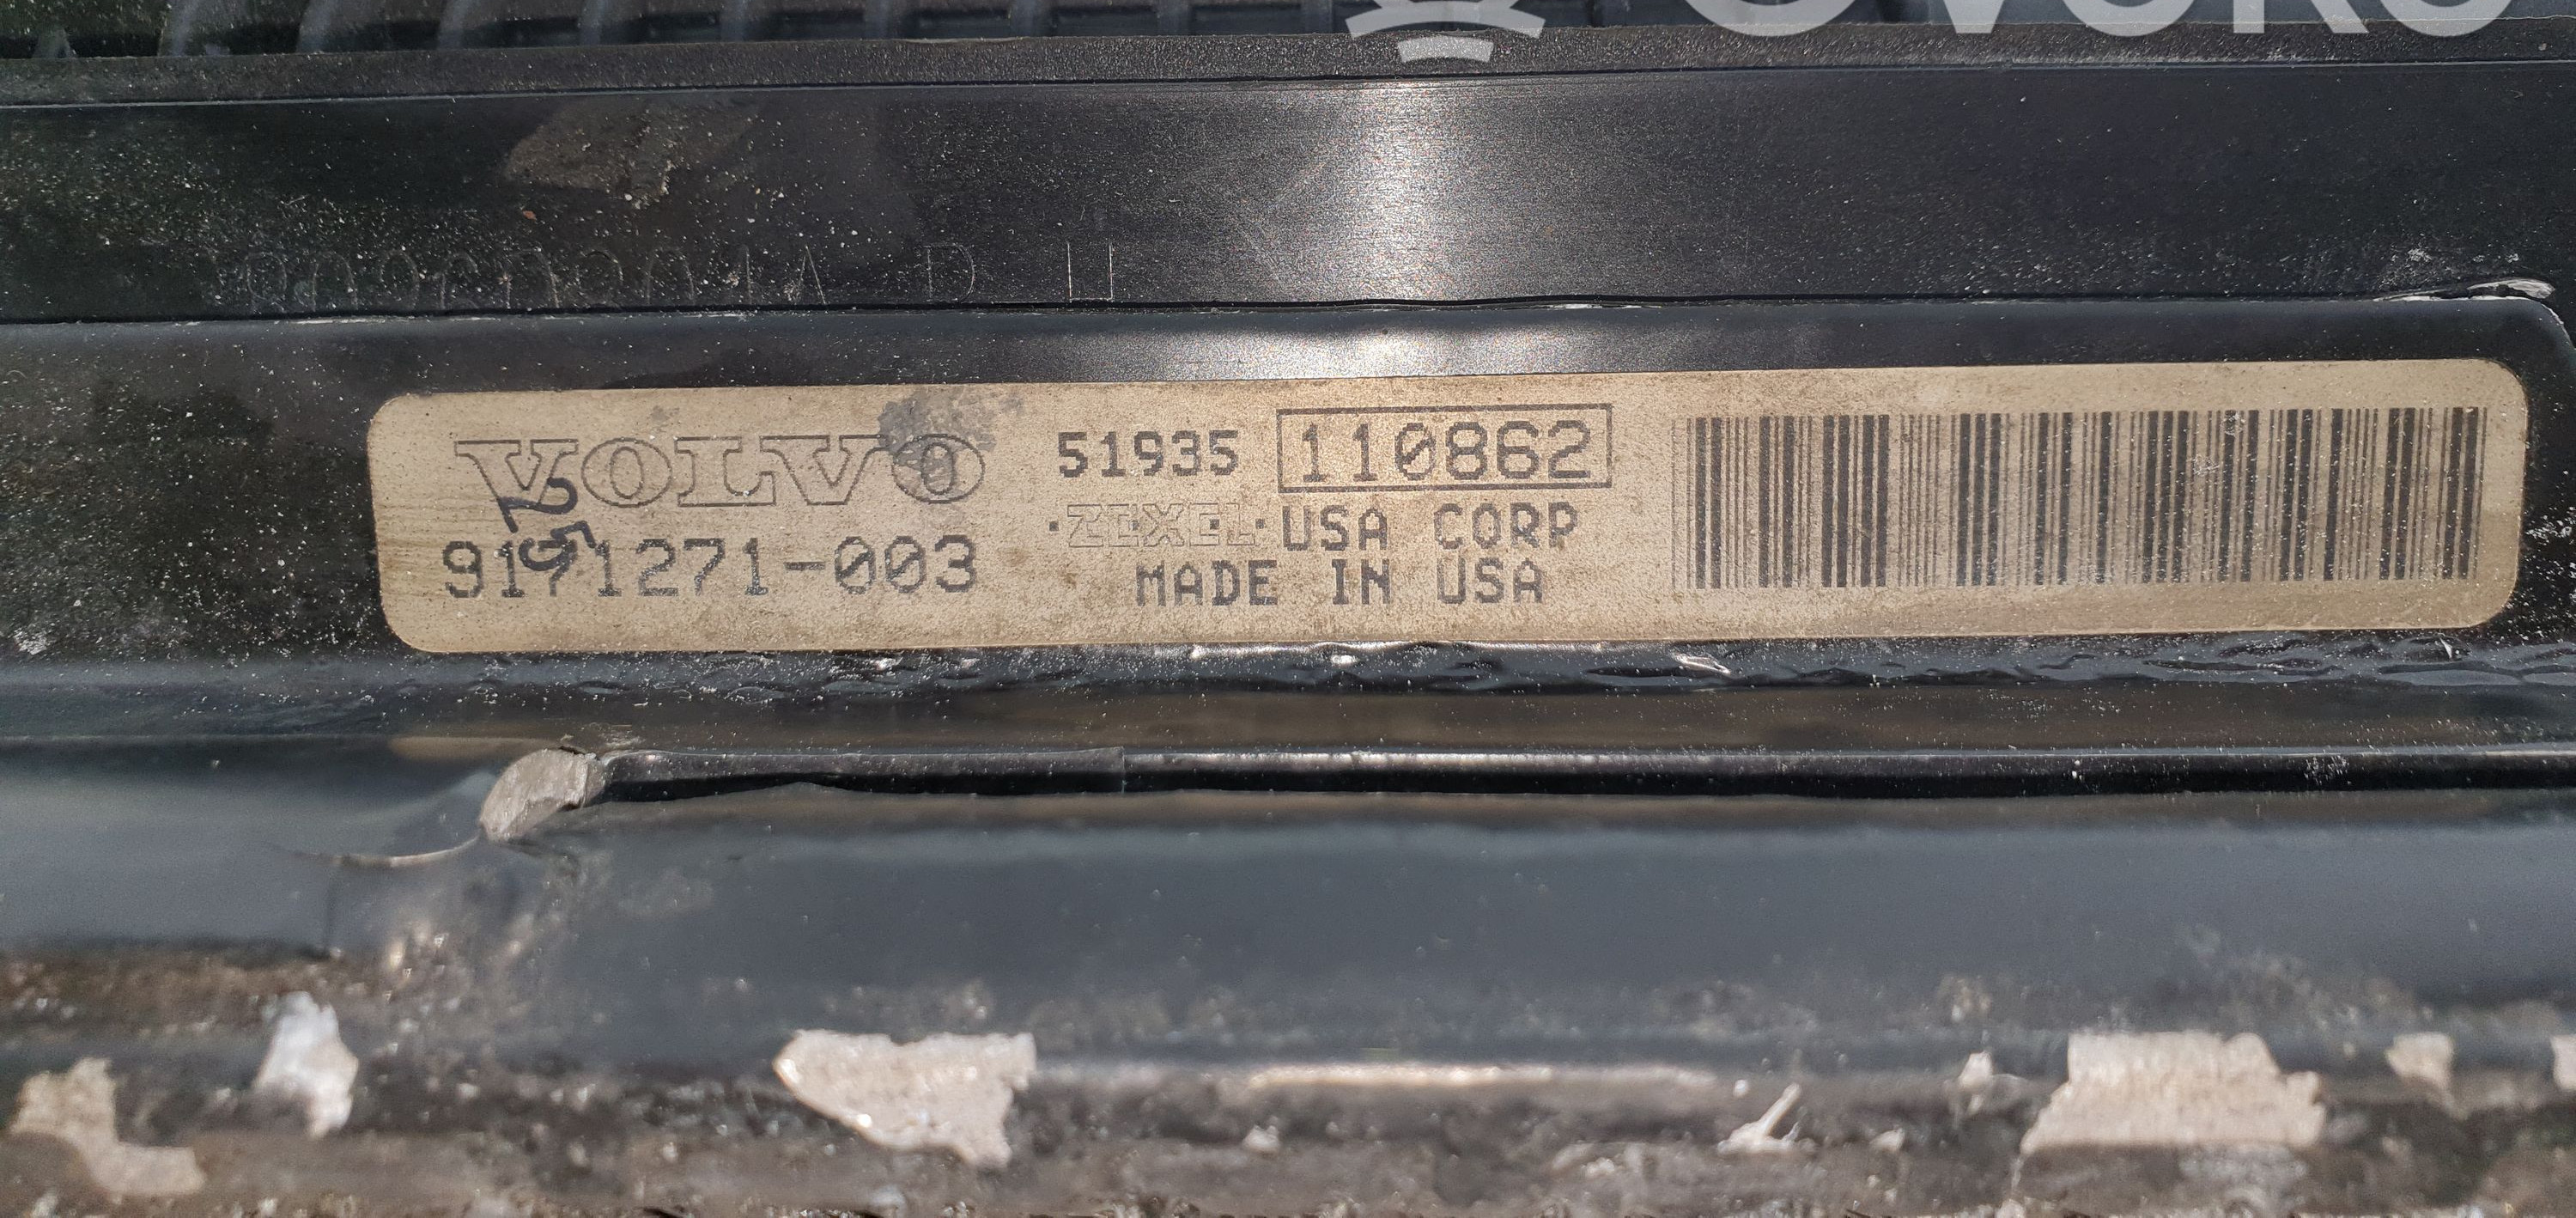 VOLVO
9171271-003
51935 110862
ZEXEL USA CORP
MADE IN USA